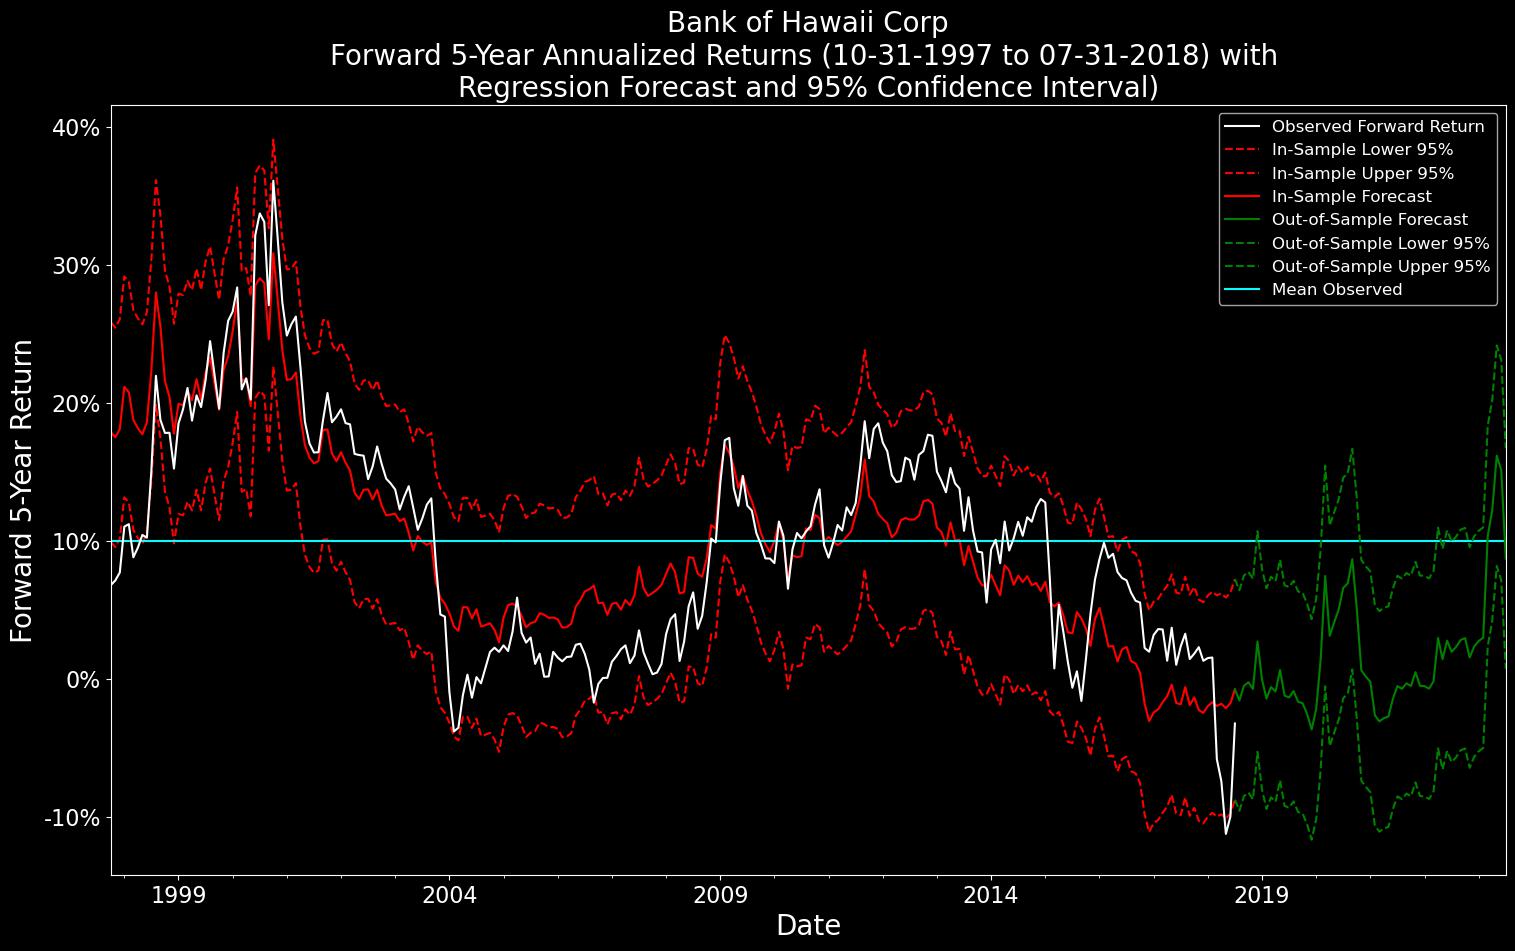 Bank of Hawaii Corp
Forward 5-Year Annualized Returns (10-31-1997 to 07-31-2018) with
Regression Forecast and 95% Confidence Interval)
Observed Forward Return
In-Sample Lower 95%
In-Sample Upper 95%
In-Sample Forecast
Out-of-Sample Forecast
Out-of-Sample Lower 95%
Out-of-Sample Upper 95%
Mean Observed
Forward 5-Year Return
40%
30%
20%
10%
0%
-10%
1999
2004
2009
2014
2019
Date